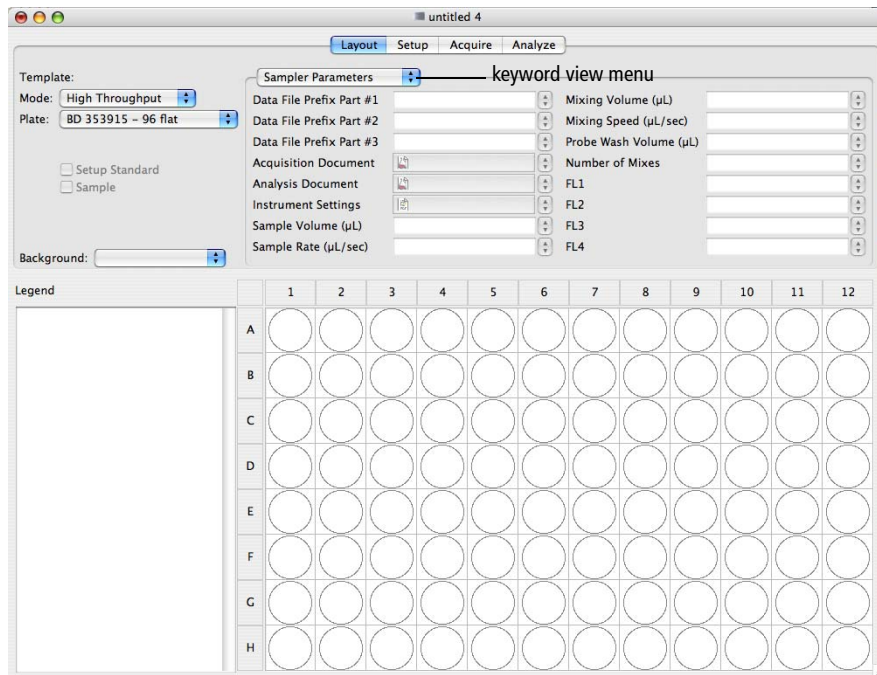 untitled 4
Layout Setup Acquire Analyze
Template:
Mode: High Throughput
Plate: BD 353915 – 96 flat
Setup Standard
Sample
Background:
Sampler Parameters
keyword view menu
Data File Prefix Part #1
Data File Prefix Part #2
Data File Prefix Part #3
Acquisition Document
Analysis Document
Instrument Settings
Sample Volume (µL)
Sample Rate (µL/sec)
Mixing Volume (µL)
Mixing Speed (µL/sec)
Probe Wash Volume (µL)
Number of Mixes
FL1
FL2
FL3
FL4
Legend
1 2 3 4 5 6 7 8 9 10 11 12
A
B
C
D
E
F
G
H